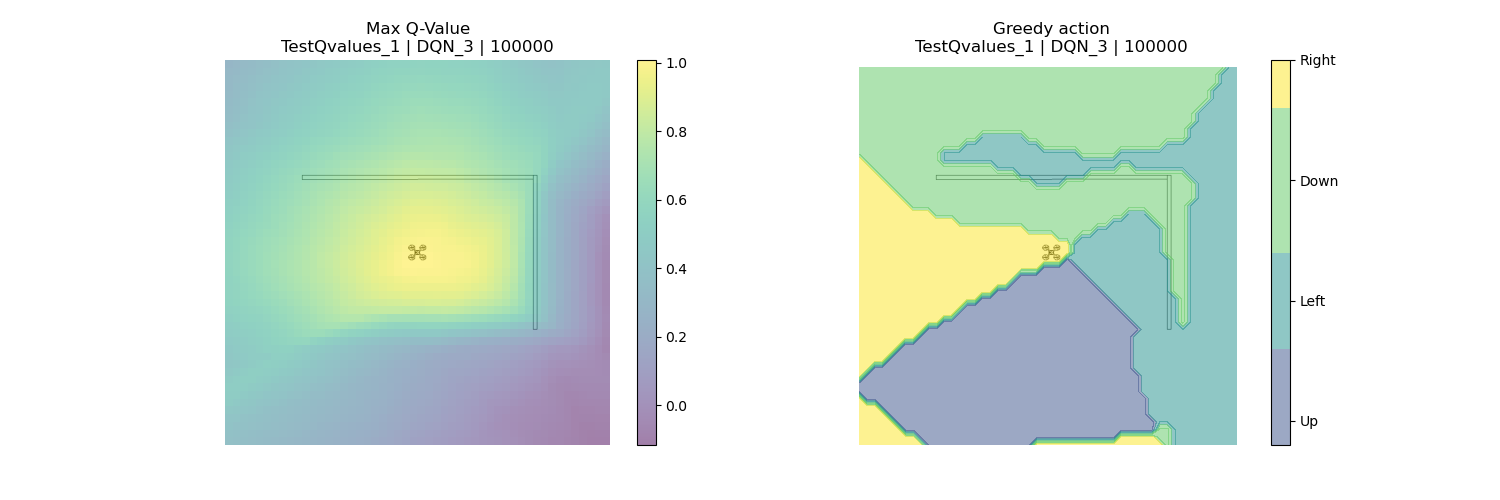 Max Q-Value
TestQvalues_1 | DQN_3 | 100000
1.0
0.8
0.6
0.4
0.2
0.0
Greedy action
TestQvalues_1 | DQN_3 | 100000
Right
Down
Left
Up